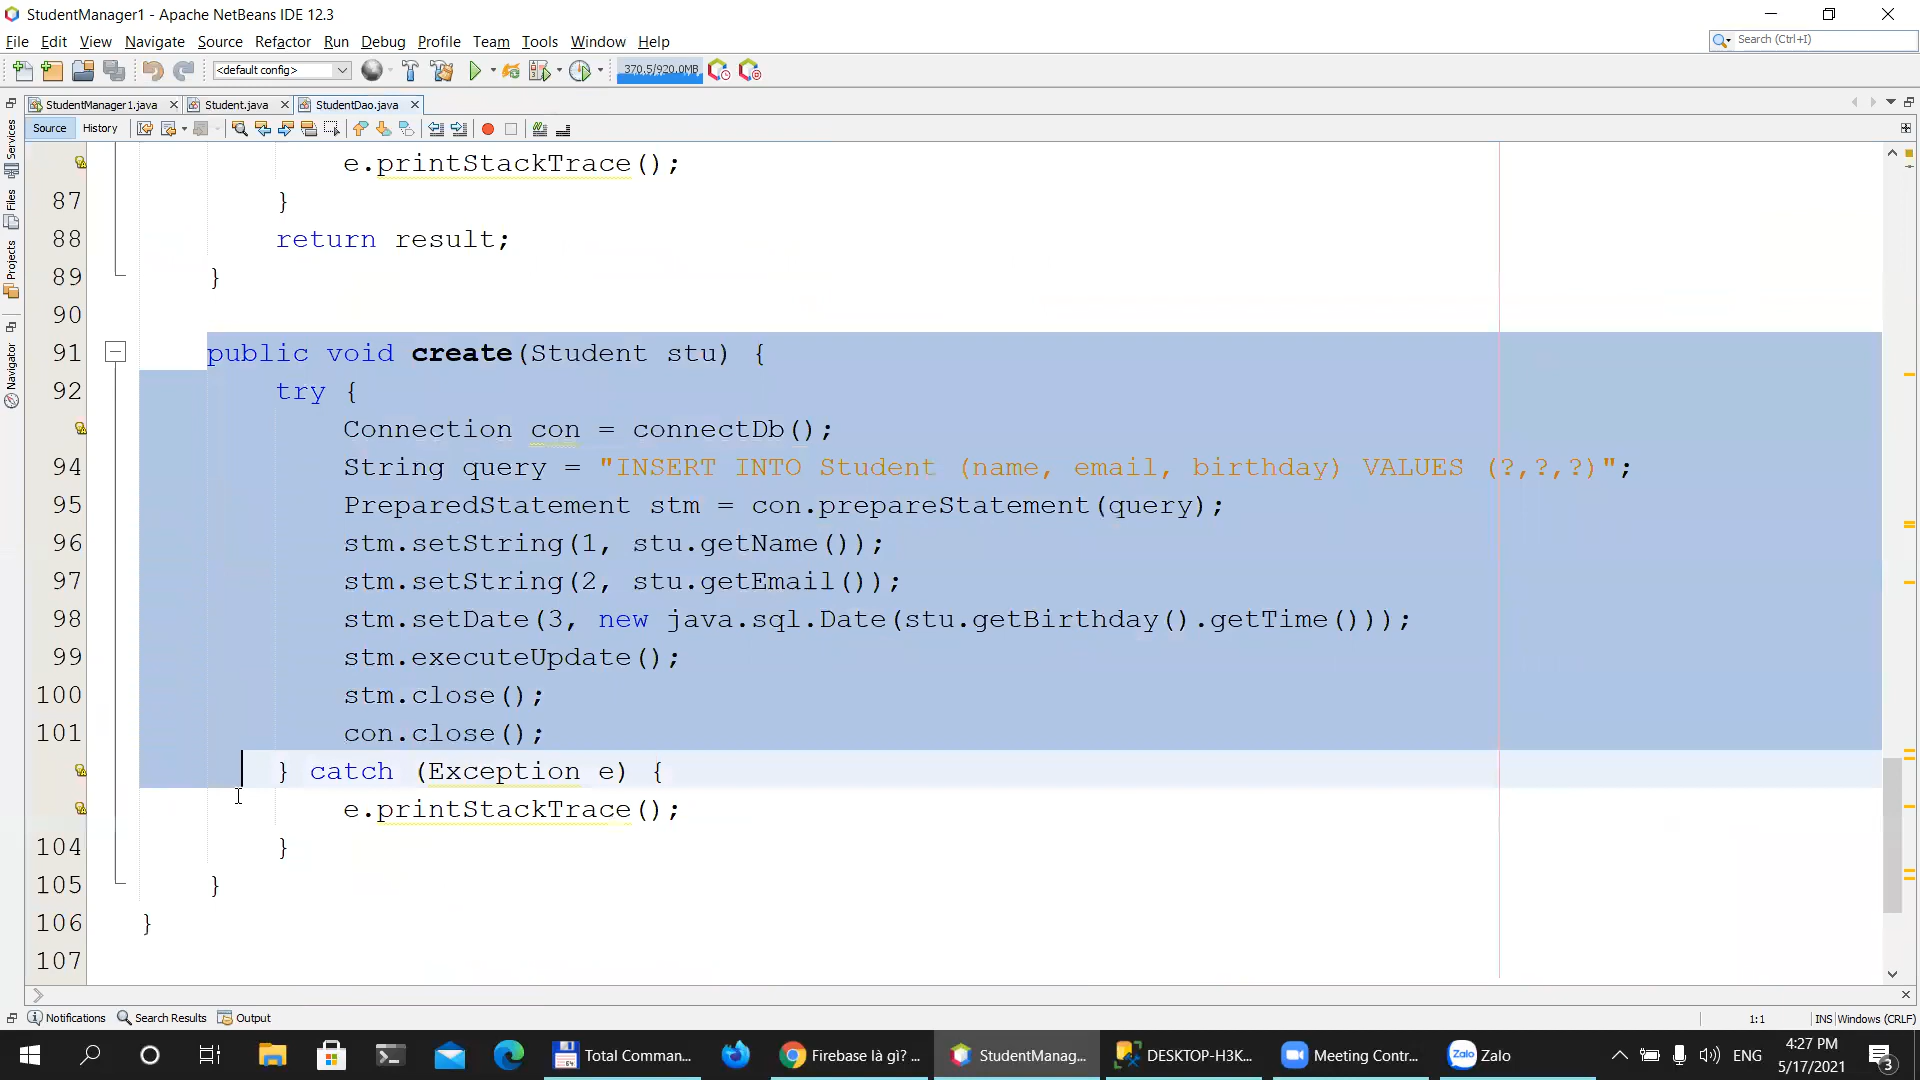 StudentManager1 - Apache NetBeans IDE 12.3
File Edit View Navigate Source Refactor Run Debug Profile Team Tools Window Help
Search (Ctrl+I)
<default config>
370.5/920.0MB
StudentManager1.java
Student.java
StudentDao.java
Source History
Services
Files
Projects
Navigator
e.printStackTrace();
87 }
88 return result;
89 }
90
91 public void create(Student stu) {
92 try {
Connection con = connectDb();
94 String query = "INSERT INTO Student (name, email, birthday) VALUES (?,?,?)";
95 PreparedStatement stm = con.prepareStatement(query);
96 stm.setString(1, stu.getName());
97 stm.setString(2, stu.getEmail());
98 stm.setDate(3, new java.sql.Date(stu.getBirthday().getTime()));
99 stm.executeUpdate();
100 stm.close();
101 con.close();
} catch (Exception e) {
e.printStackTrace();
104 }
105 }
106 }
107
Notifications Search Results Output
1:1 INS Windows (CRLF)
Total Comman...
Firebase là gì? ...
StudentManag...
DESKTOP-H3K...
Meeting Contr...
Zalo
ENG
4:27 PM
5/17/2021
3